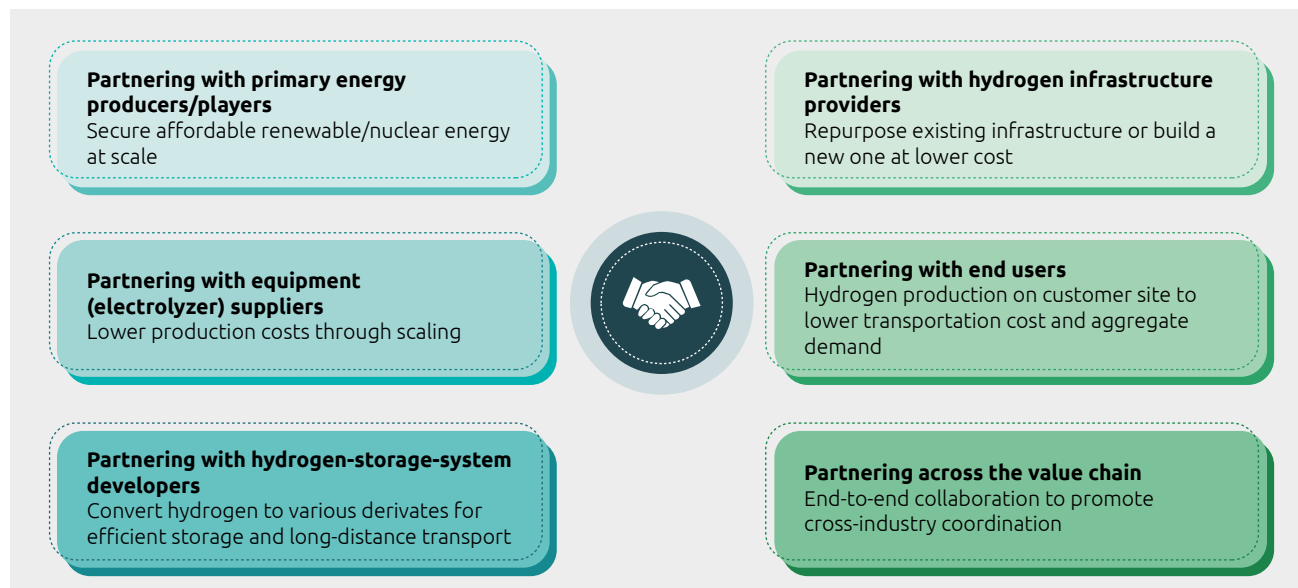 Partnering with primary energy
producers/players
Secure affordable renewable/nuclear energy
at scale
Partnering with equipment
(electrolyzer) suppliers
Lower production costs through scaling
Partnering with hydrogen-storage-system
developers
Convert hydrogen to various derivates for
efficient storage and long-distance transport
Partnering with hydrogen infrastructure
providers
Repurpose existing infrastructure or build a
new one at lower cost
Partnering with end users
Hydrogen production on customer site to
lower transportation cost and aggregate
demand
Partnering across the value chain
End-to-end collaboration to promote
cross-industry coordination